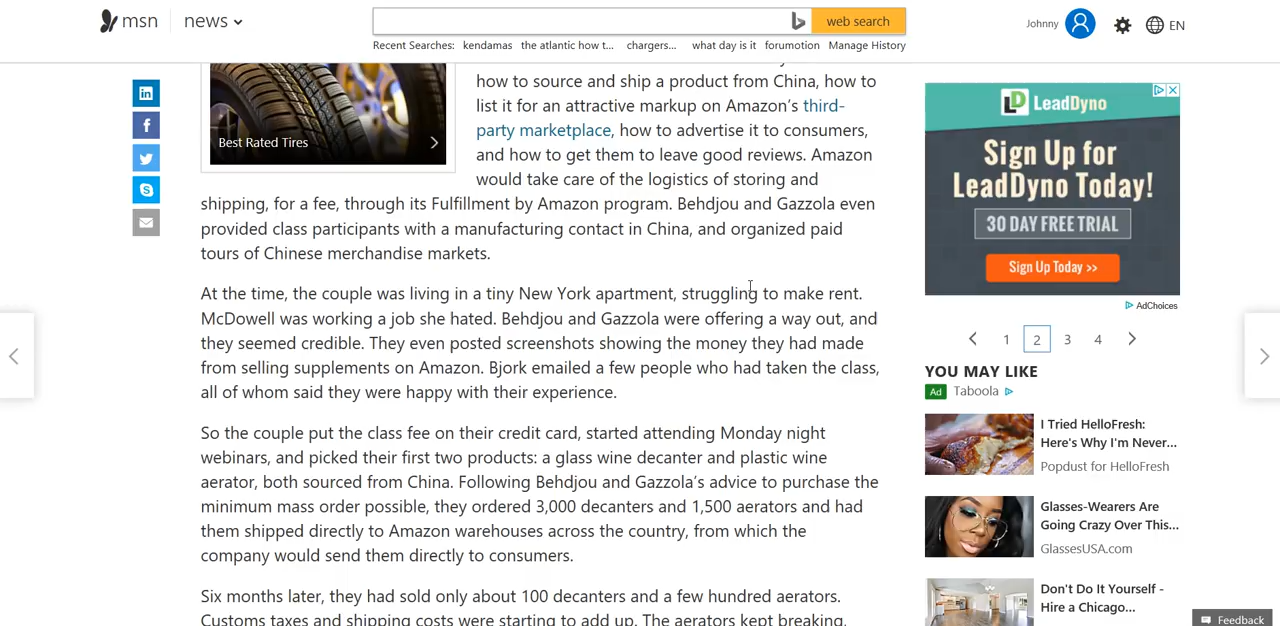 msn
news
web search
Johnny
EN
Recent Searches: kendamas the atlantic how t... chargers... what day is it forumotion Manage History
Best Rated Tires
how to source and ship a product from China, how to
list it for an attractive markup on Amazon’s third-
party marketplace, how to advertise it to consumers,
and how to get them to leave good reviews. Amazon
would take care of the logistics of storing and
shipping, for a fee, through its Fulfillment by Amazon program. Behdjou and Gazzola even
provided class participants with a manufacturing contact in China, and organized paid
tours of Chinese merchandise markets.
At the time, the couple was living in a tiny New York apartment, struggling to make rent.
McDowell was working a job she hated. Behdjou and Gazzola were offering a way out, and
they seemed credible. They even posted screenshots showing the money they had made
from selling supplements on Amazon. Bjork emailed a few people who had taken the class,
all of whom said they were happy with their experience.
So the couple put the class fee on their credit card, started attending Monday night
webinars, and picked their first two products: a glass wine decanter and plastic wine
aerator, both sourced from China. Following Behdjou and Gazzola’s advice to purchase the
minimum mass order possible, they ordered 3,000 decanters and 1,500 aerators and had
them shipped directly to Amazon warehouses across the country, from which the
company would send them directly to consumers.
Six months later, they had sold only about 100 decanters and a few hundred aerators.
Customs taxes and shipping costs were starting to add up. The aerators kept breaking,
LeadDyno
Sign Up for
LeadDyno Today!
30 DAY FREE TRIAL
Sign Up Today >>
AdChoices
1 2 3 4
YOU MAY LIKE
Ad Taboola
I Tried HelloFresh:
Here's Why I'm Never...
Popdust for HelloFresh
Glasses-Wearers Are
Going Crazy Over This...
GlassesUSA.com
Don't Do It Yourself -
Hire a Chicago...
Feedback